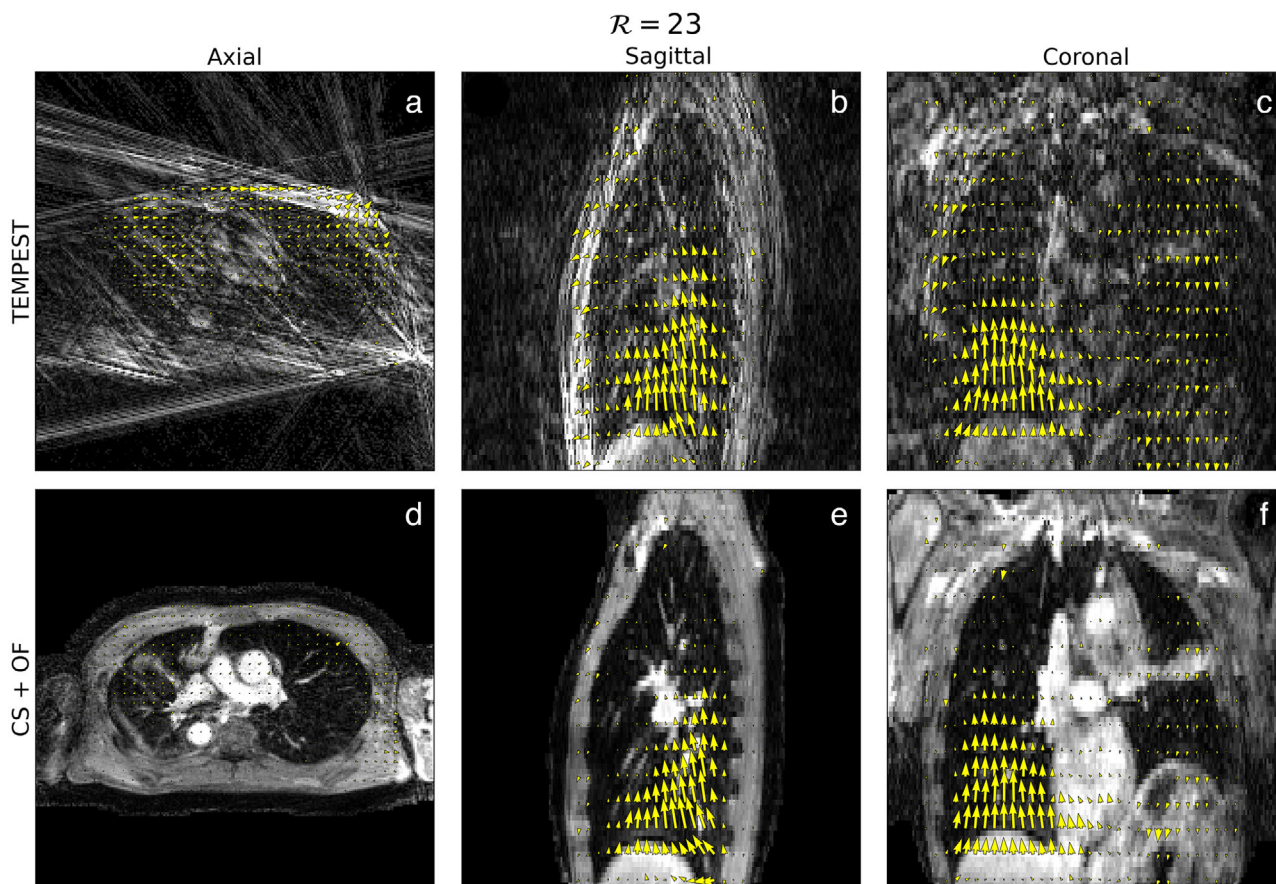 R = 23
Axial
Sagittal
Coronal
TEMPEST
a
b
c
CS + OF
d
e
f